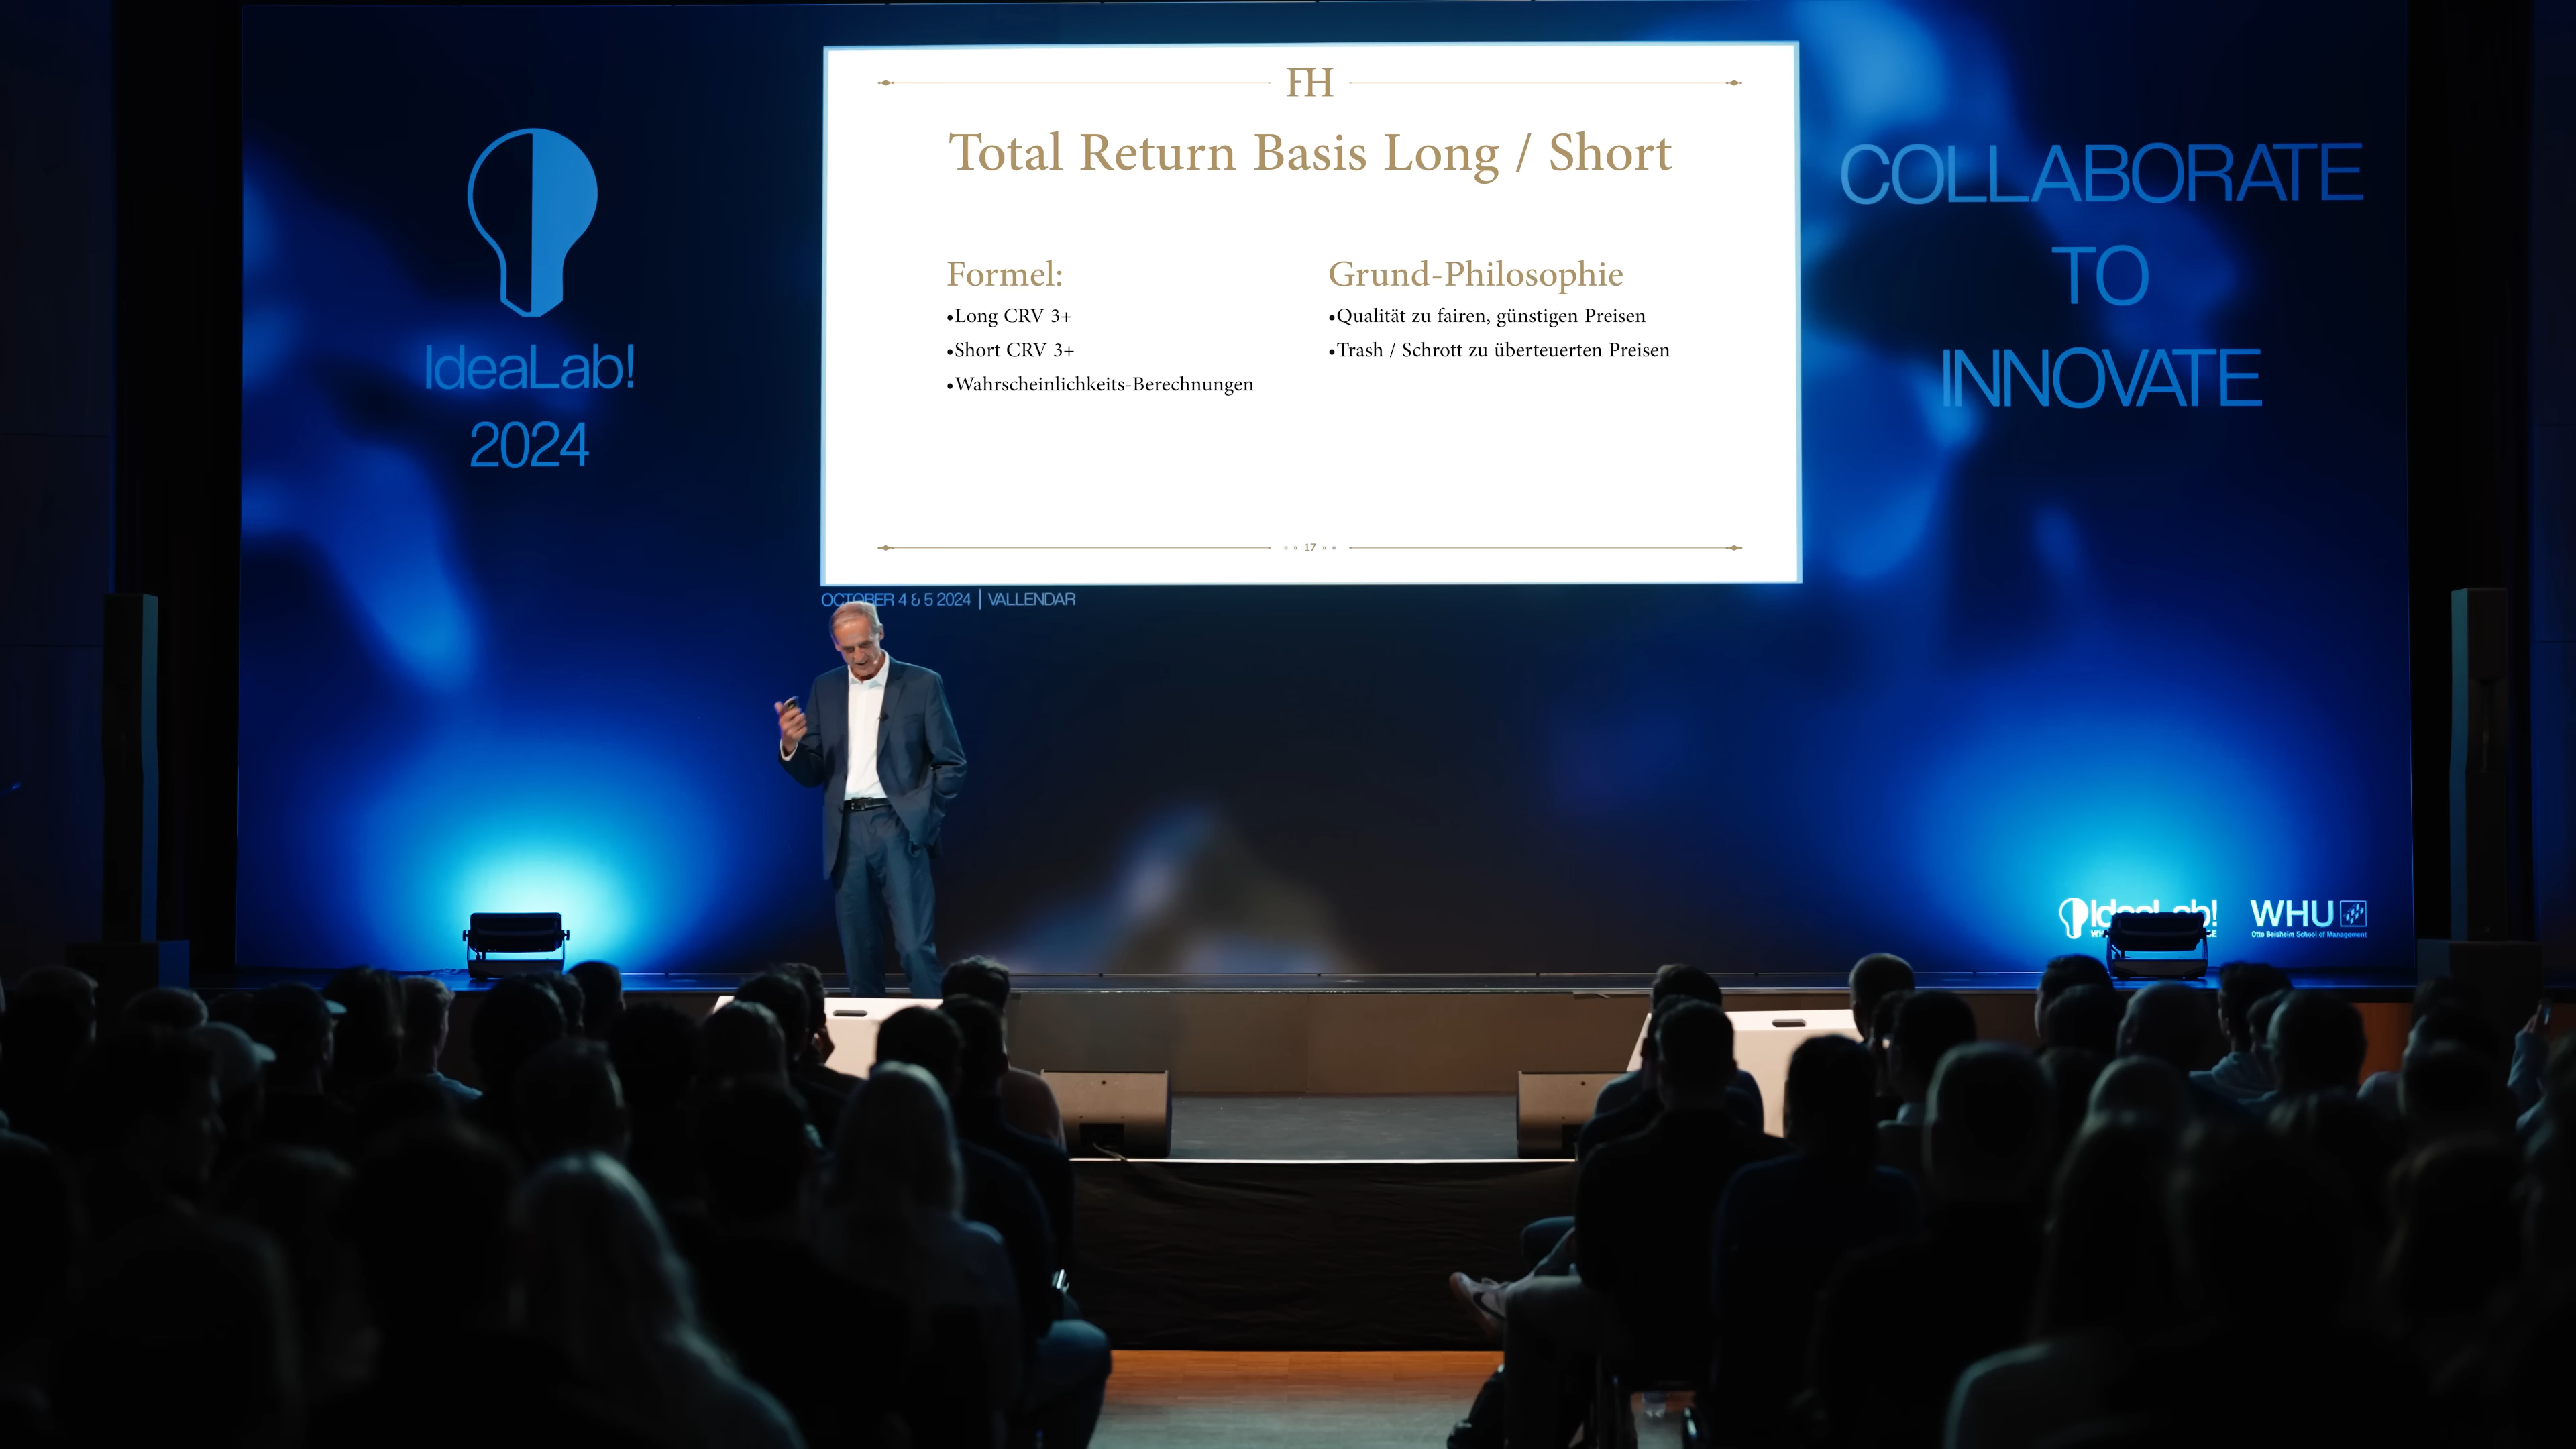 FH
Total Return Basis Long / Short
Formel:
•Long CRV 3+
•Short CRV 3+
•Wahrscheinlichkeits-Berechnungen
Grund-Philosophie
•Qualität zu fairen, günstigen Preisen
•Trash / Schrott zu überteuerten Preisen
17
IdeaLab!
2024
COLLABORATE
TO
INNOVATE
OCTOBER 4 & 5 2024 | VALLENDAR
IdeaLab!
WHU
Otto Beisheim School of Management